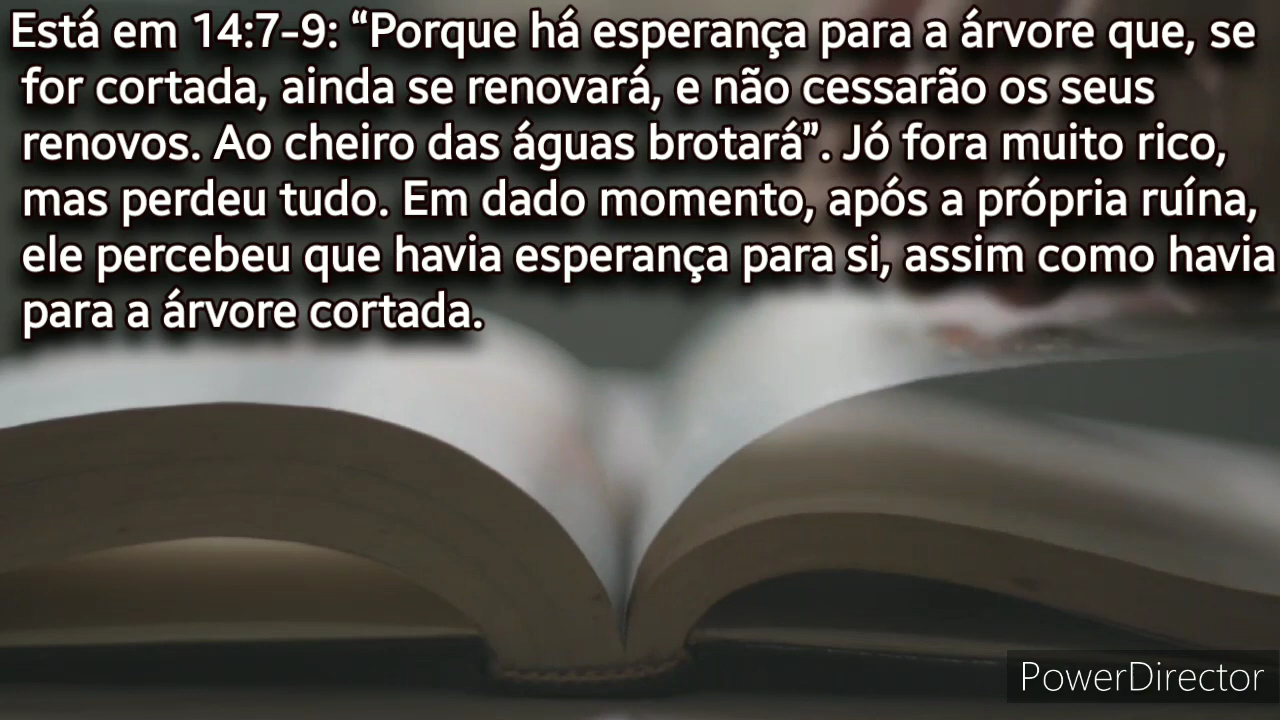 Está em 14:7-9: “Porque há esperança para a árvore que, se
for cortada, ainda se renovará, e não cessarão os seus
renovos. Ao cheiro das águas brotará”. Jó fora muito rico,
mas perdeu tudo. Em dado momento, após a própria ruína,
ele percebeu que havia esperança para si, assim como havia
para a árvore cortada.
PowerDirector